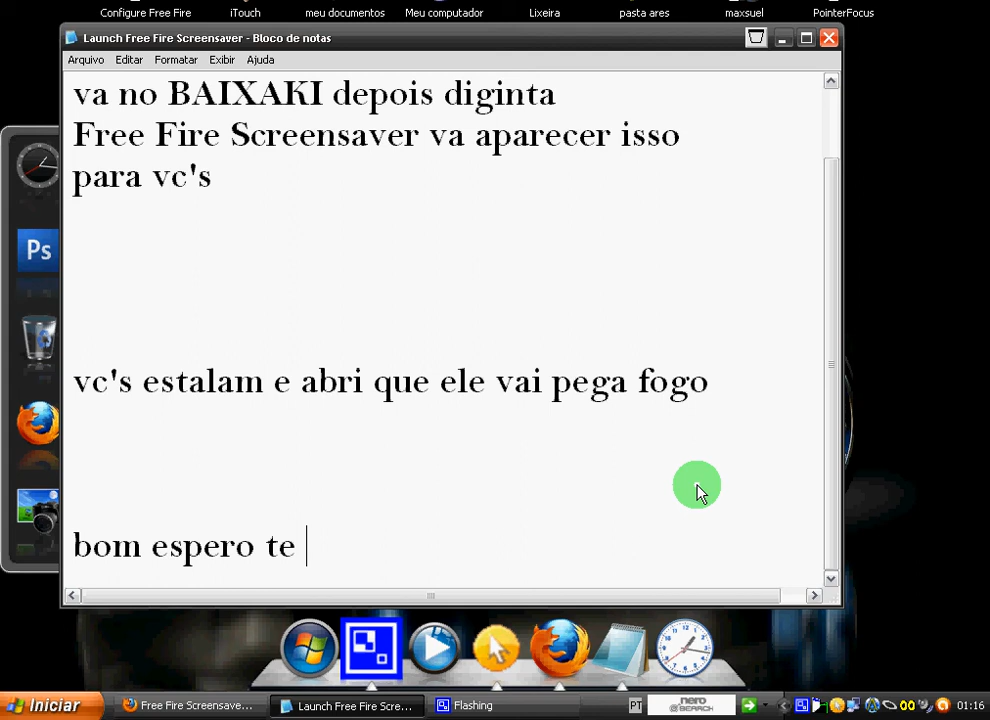 Configure Free Fire iTouch meu documentos Meu computador Lixeira pasta ares maxsuel PointerFocus
Launch Free Fire Screensaver - Bloco de notas
Arquivo Editar Formatar Exibir Ajuda
va no BAIXAKI depois diginta
Free Fire Screensaver va aparecer isso
para vc's
vc's estalam e abri que ele vai pega fogo
bom espero te
Ps
Iniciar Free Fire Screensave... Launch Free Fire Scre... Flashing PT nero SEARCH 01:16